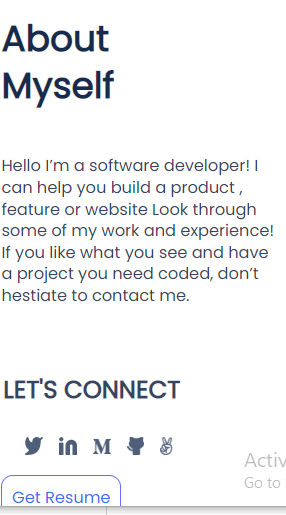 About
Myself
Hello I'm a software developer! I
can help you build a product ,
feature or website Look through
some of my work and experience!
If you like what you see and have
a project you need coded, don't
hestiate to contact me.
LET'S CONNECT
Get Resume
Go to